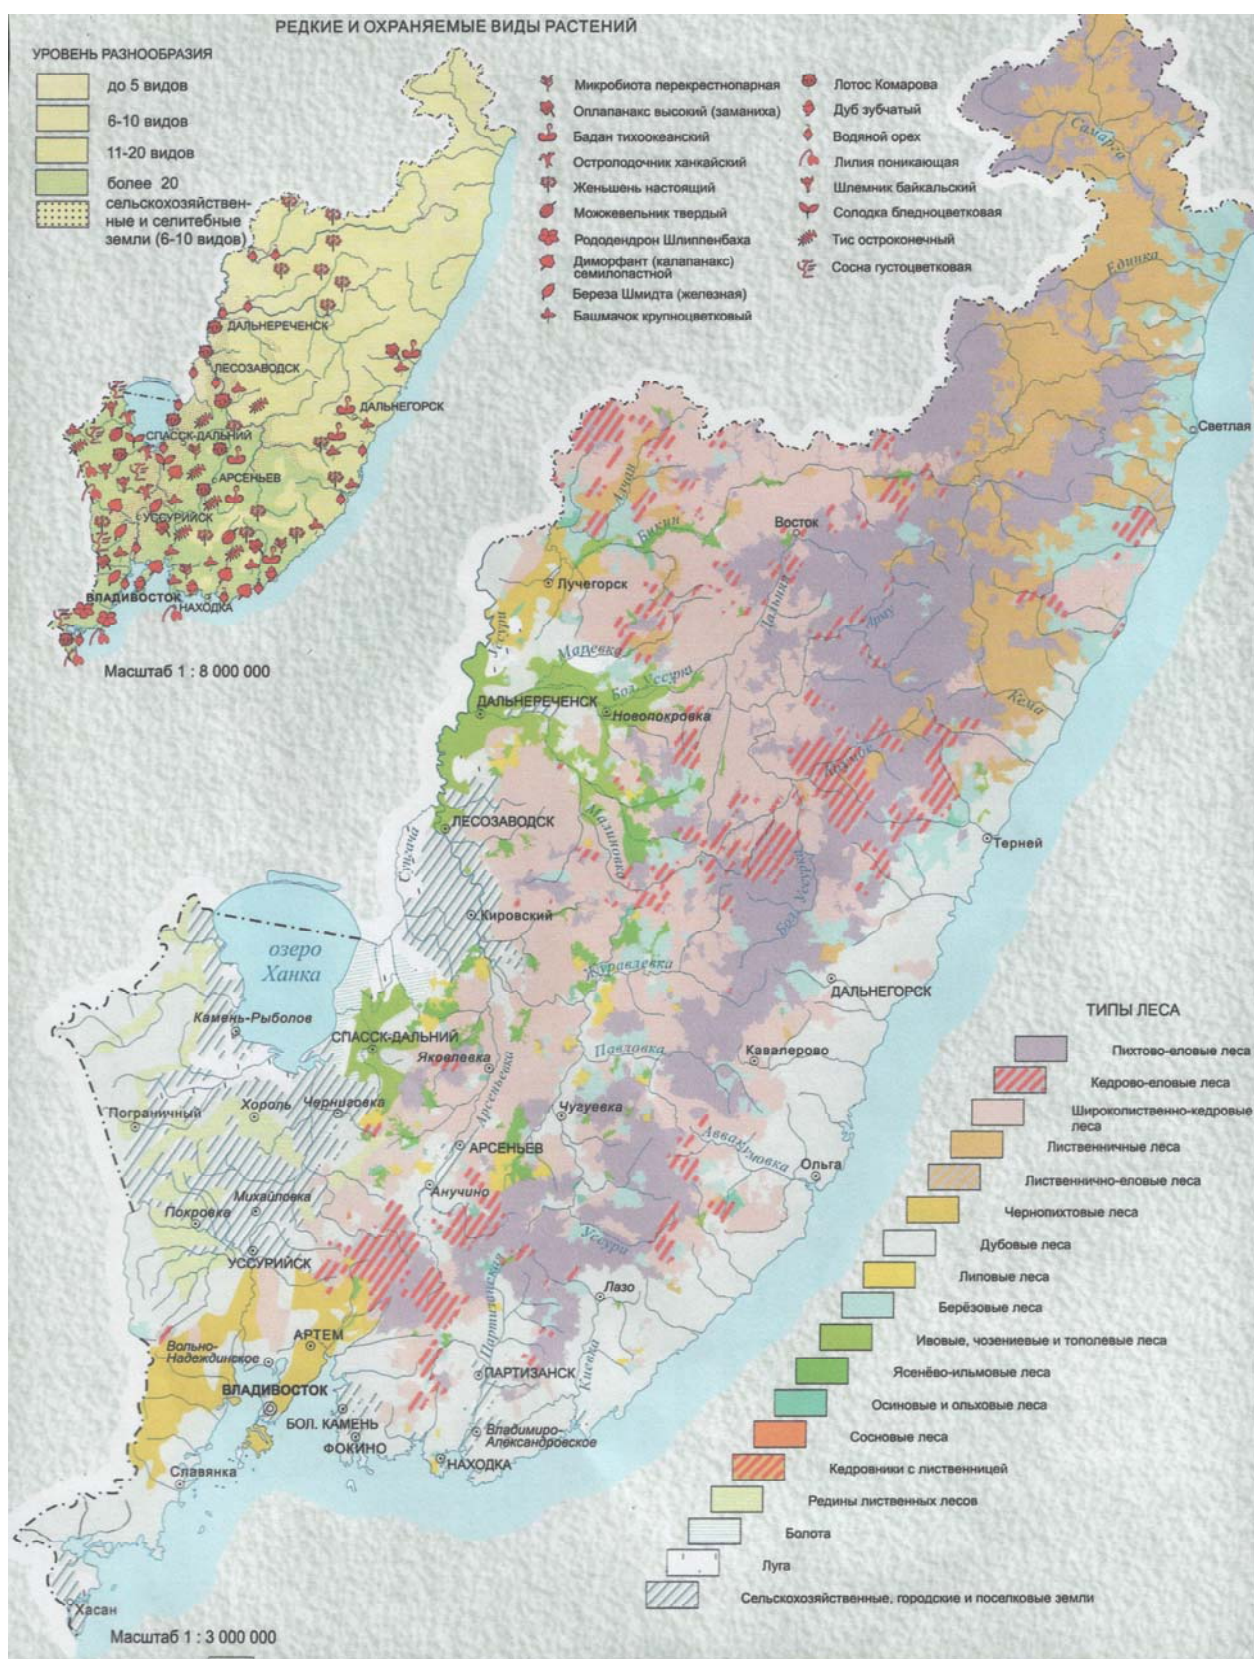 РЕДКИЕ И ОХРАНЯЕМЫЕ ВИДЫ РАСТЕНИЙ
УРОВЕНЬ РАЗНООБРАЗИЯ
до 5 видов
6-10 видов
11-20 видов
более 20
сельскохозяйствен-
ные и селитебные
земли (6-10 видов)
Микробиота перекрестнопарная
Оплапанакс высокий (заманиха)
Бадан тихоокеанский
Остролодочник ханкайский
Женьшень настоящий
Можжевельник твердый
Рододендрон Шлиппенбаха
Диморфант (калапанакс)
семилопастной
Береза Шмидта (железная)
Башмачок крупноцветковый
Лотос Комарова
Дуб зубчатый
Водяной орех
Лилия поникающая
Шлемник байкальский
Солодка бледноцветковая
Тис остроконечный
Сосна густоцветковая
ДАЛЬНЕРЕЧЕНСК
ЛЕСОЗАВОДСК
ДАЛЬНЕГОРСК
СПАССК-ДАЛЬНИЙ
АРСЕНЬЕВ
УССУРИЙСК
ВЛАДИВОСТОК
НАХОДКА
Масштаб 1 : 8 000 000
Самарга
Единка
Светлая
Алчан
Бикин
Восток
Лучегорск
Дальняя
Арму
Уссури
Маревка
Бол. Уссурка
ДАЛЬНЕРЕЧЕНСК
Новопокровка
Кема
ЛЕСОЗАВОДСК
Малиновка
Терней
Сунгача
Бол. Уссурка
Кировский
озеро
Ханка
Журавлевка
ДАЛЬНЕГОРСК
Камень-Рыболов
СПАССК-ДАЛЬНИЙ
Яковлевка
Павловка
Кавалерово
Арсеньевка
Пограничный
Хороль
Черниговка
Чугуевка
АРСЕНЬЕВ
Аввакумовка
Ольга
Анучино
Михайловка
Покровка
УССУРИЙСК
Уссури
Лазо
Партизанская
АРТЕМ
Вольно-
Надеждинское
ПАРТИЗАНСК
Киевка
ВЛАДИВОСТОК
БОЛ. КАМЕНЬ
ФОКИНО
Владимиро-
Александровское
НАХОДКА
Славянка
Хасан
Масштаб 1 : 3 000 000
ТИПЫ ЛЕСА
Пихтово-еловые леса
Кедрово-еловые леса
Широколиственно-кедровые
леса
Лиственничные леса
Лиственнично-еловые леса
Чернопихтовые леса
Дубовые леса
Липовые леса
Берёзовые леса
Ивовые, чозениевые и тополевые леса
Ясенёво-ильмовые леса
Осиновые и ольховые леса
Сосновые леса
Кедровники с лиственницей
Редины лиственных лесов
Болота
Луга
Сельскохозяйственные, городские и поселковые земли